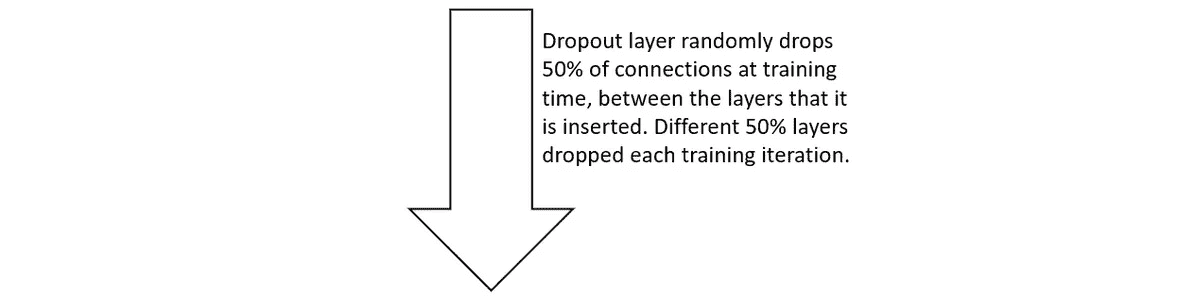 Dropout layer randomly drops
50% of connections at training
time, between the layers that it
is inserted. Different 50% layers
dropped each training iteration.